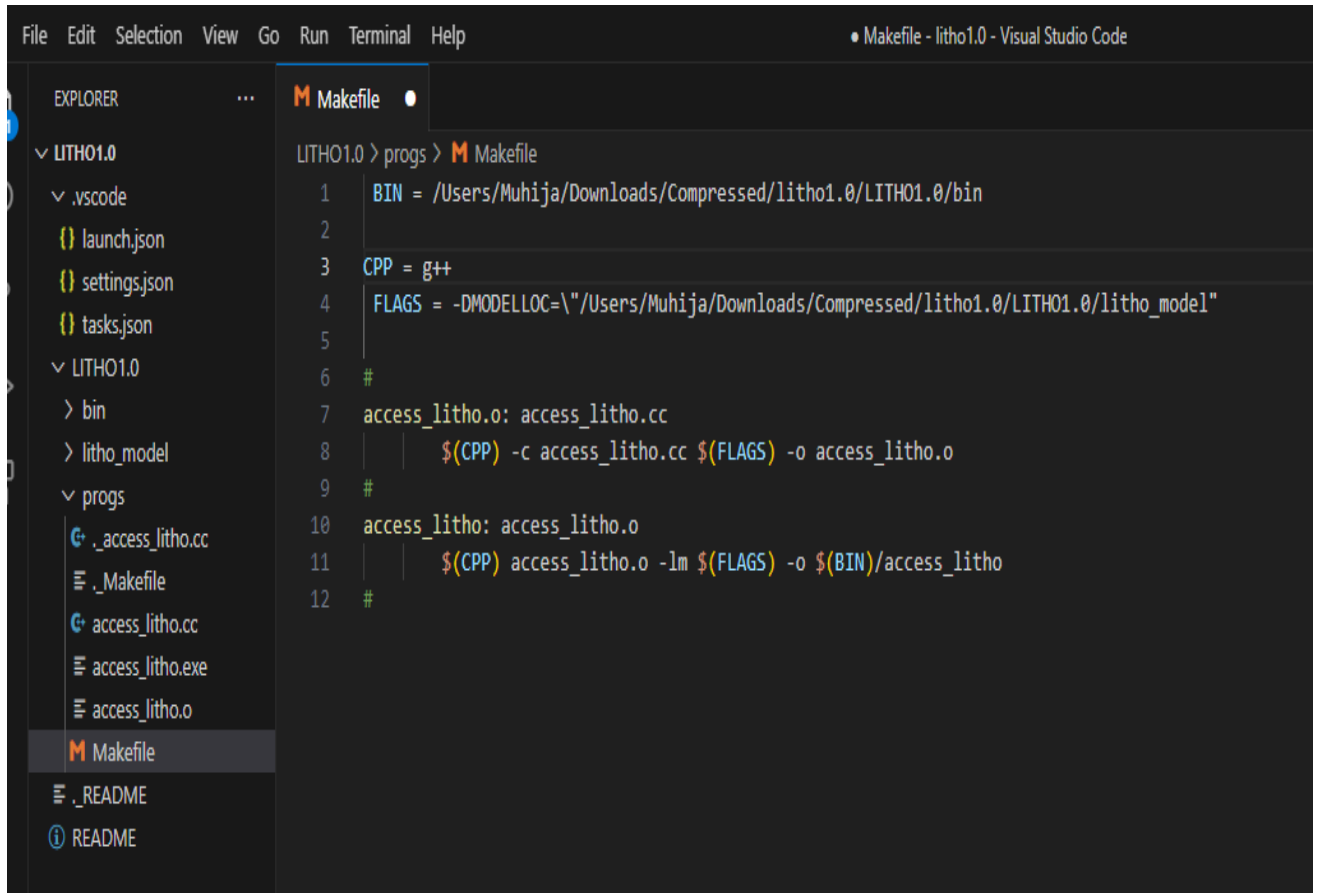 File Edit Selection View Go Run Terminal Help ● Makefile - litho1.0 - Visual Studio Code
EXPLORER ···
M Makefile ●
LITHO1.0
LITHO1.0 > progs > M Makefile
.vscode
{} launch.json
{} settings.json
{} tasks.json
LITHO1.0
bin
litho_model
progs
C+ ._access_litho.cc
._Makefile
C+ access_litho.cc
access_litho.exe
access_litho.o
M Makefile
._README
README
1 BIN = /Users/Muhija/Downloads/Compressed/litho1.0/LITHO1.0/bin
2
3 CPP = g++
4 FLAGS = -DMODELLOC=\"/Users/Muhija/Downloads/Compressed/litho1.0/LITHO1.0/litho_model"
5
6 #
7 access_litho.o: access_litho.cc
8 $(CPP) -c access_litho.cc $(FLAGS) -o access_litho.o
9 #
10 access_litho: access_litho.o
11 $(CPP) access_litho.o -lm $(FLAGS) -o $(BIN)/access_litho
12 #